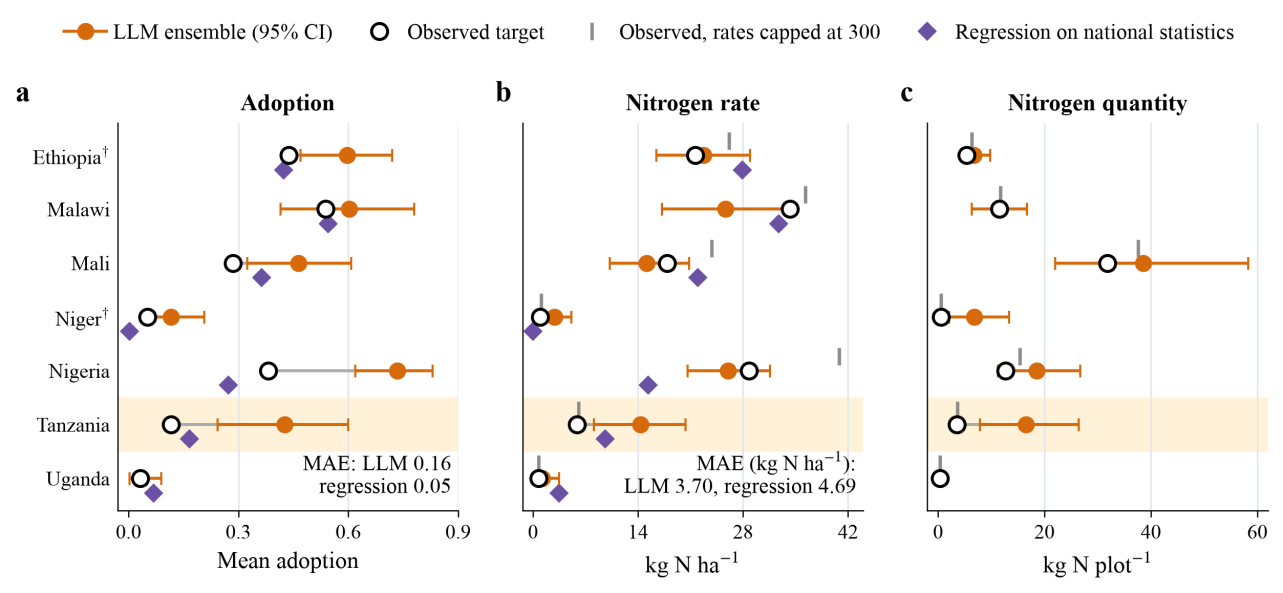 LLM ensemble (95% CI) Observed target Observed, rates capped at 300 Regression on national statistics
a Adoption b Nitrogen rate c Nitrogen quantity
Ethiopia†
Malawi
Mali
Niger†
Nigeria
Tanzania
Uganda
MAE: LLM 0.16
regression 0.05
MAE (kg N ha⁻¹):
LLM 3.70, regression 4.69
0.0 0.3 0.6 0.9 0 14 28 42 0 20 40 60
Mean adoption kg N ha⁻¹ kg N plot⁻¹